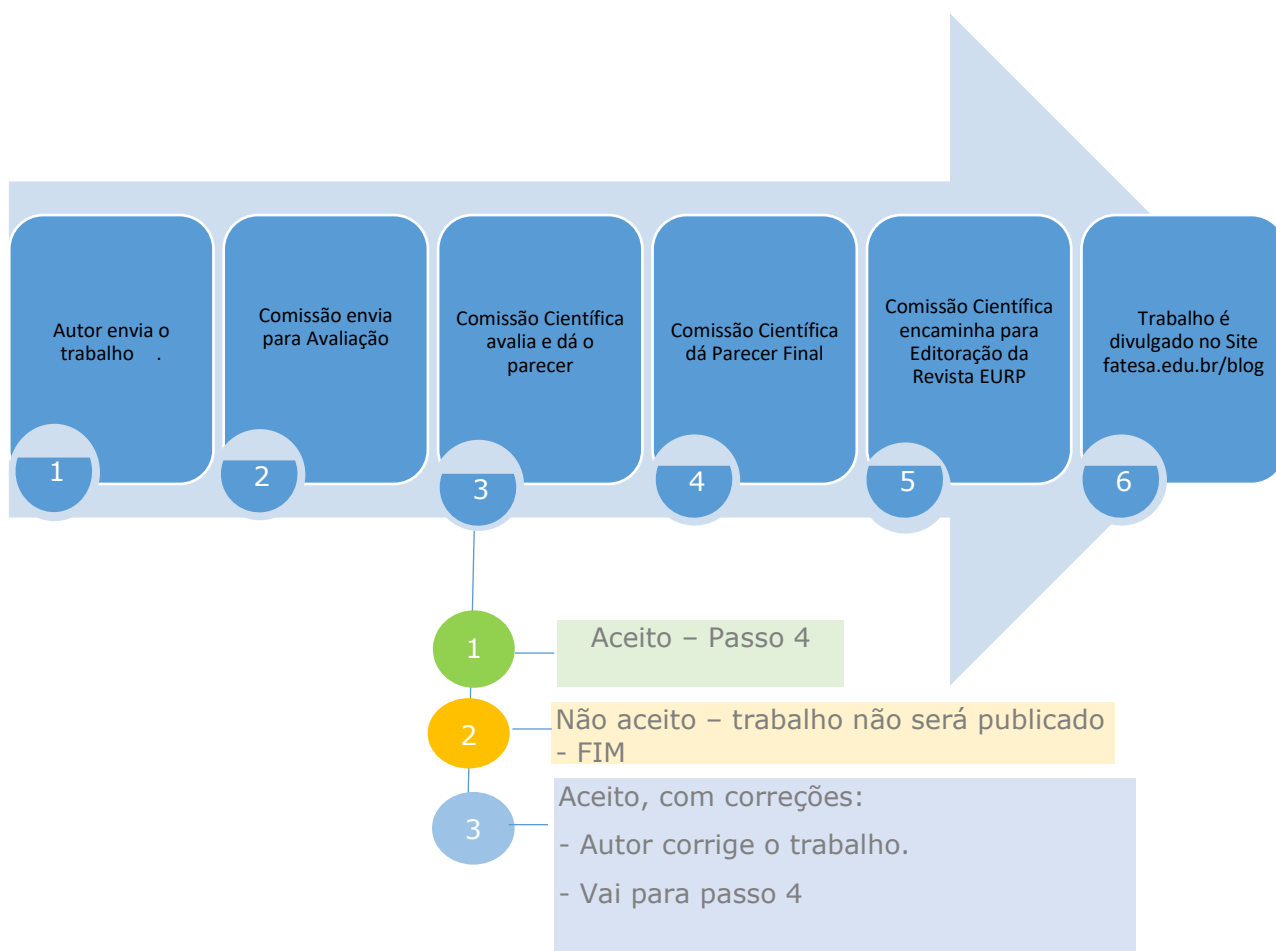 Autor envia o
trabalho .
1
Comissão envia
para Avaliação
2
Comissão Científica
avalia e dá o
parecer
3
Comissão Científica
dá Parecer Final
4
Comissão Científica
encaminha para
Editoração da
Revista EURP
5
Trabalho é
divulgado no Site
fatesa.edu.br/blog
6
1
Aceito – Passo 4
2
Não aceito – trabalho não será publicado
- FIM
3
Aceito, com correções:
- Autor corrige o trabalho.
- Vai para passo 4